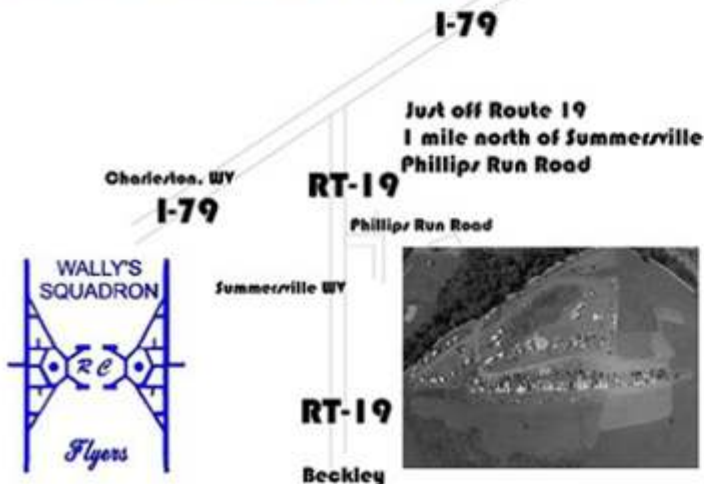 I-79
Just off Route 19
1 mile north of Summersville
Phillips Run Road
Charleston, WV
RT-19
I-79
Phillips Run Road
WALLY'S
SQUADRON
Summersville WV
R C
RT-19
Flyers
Beckley